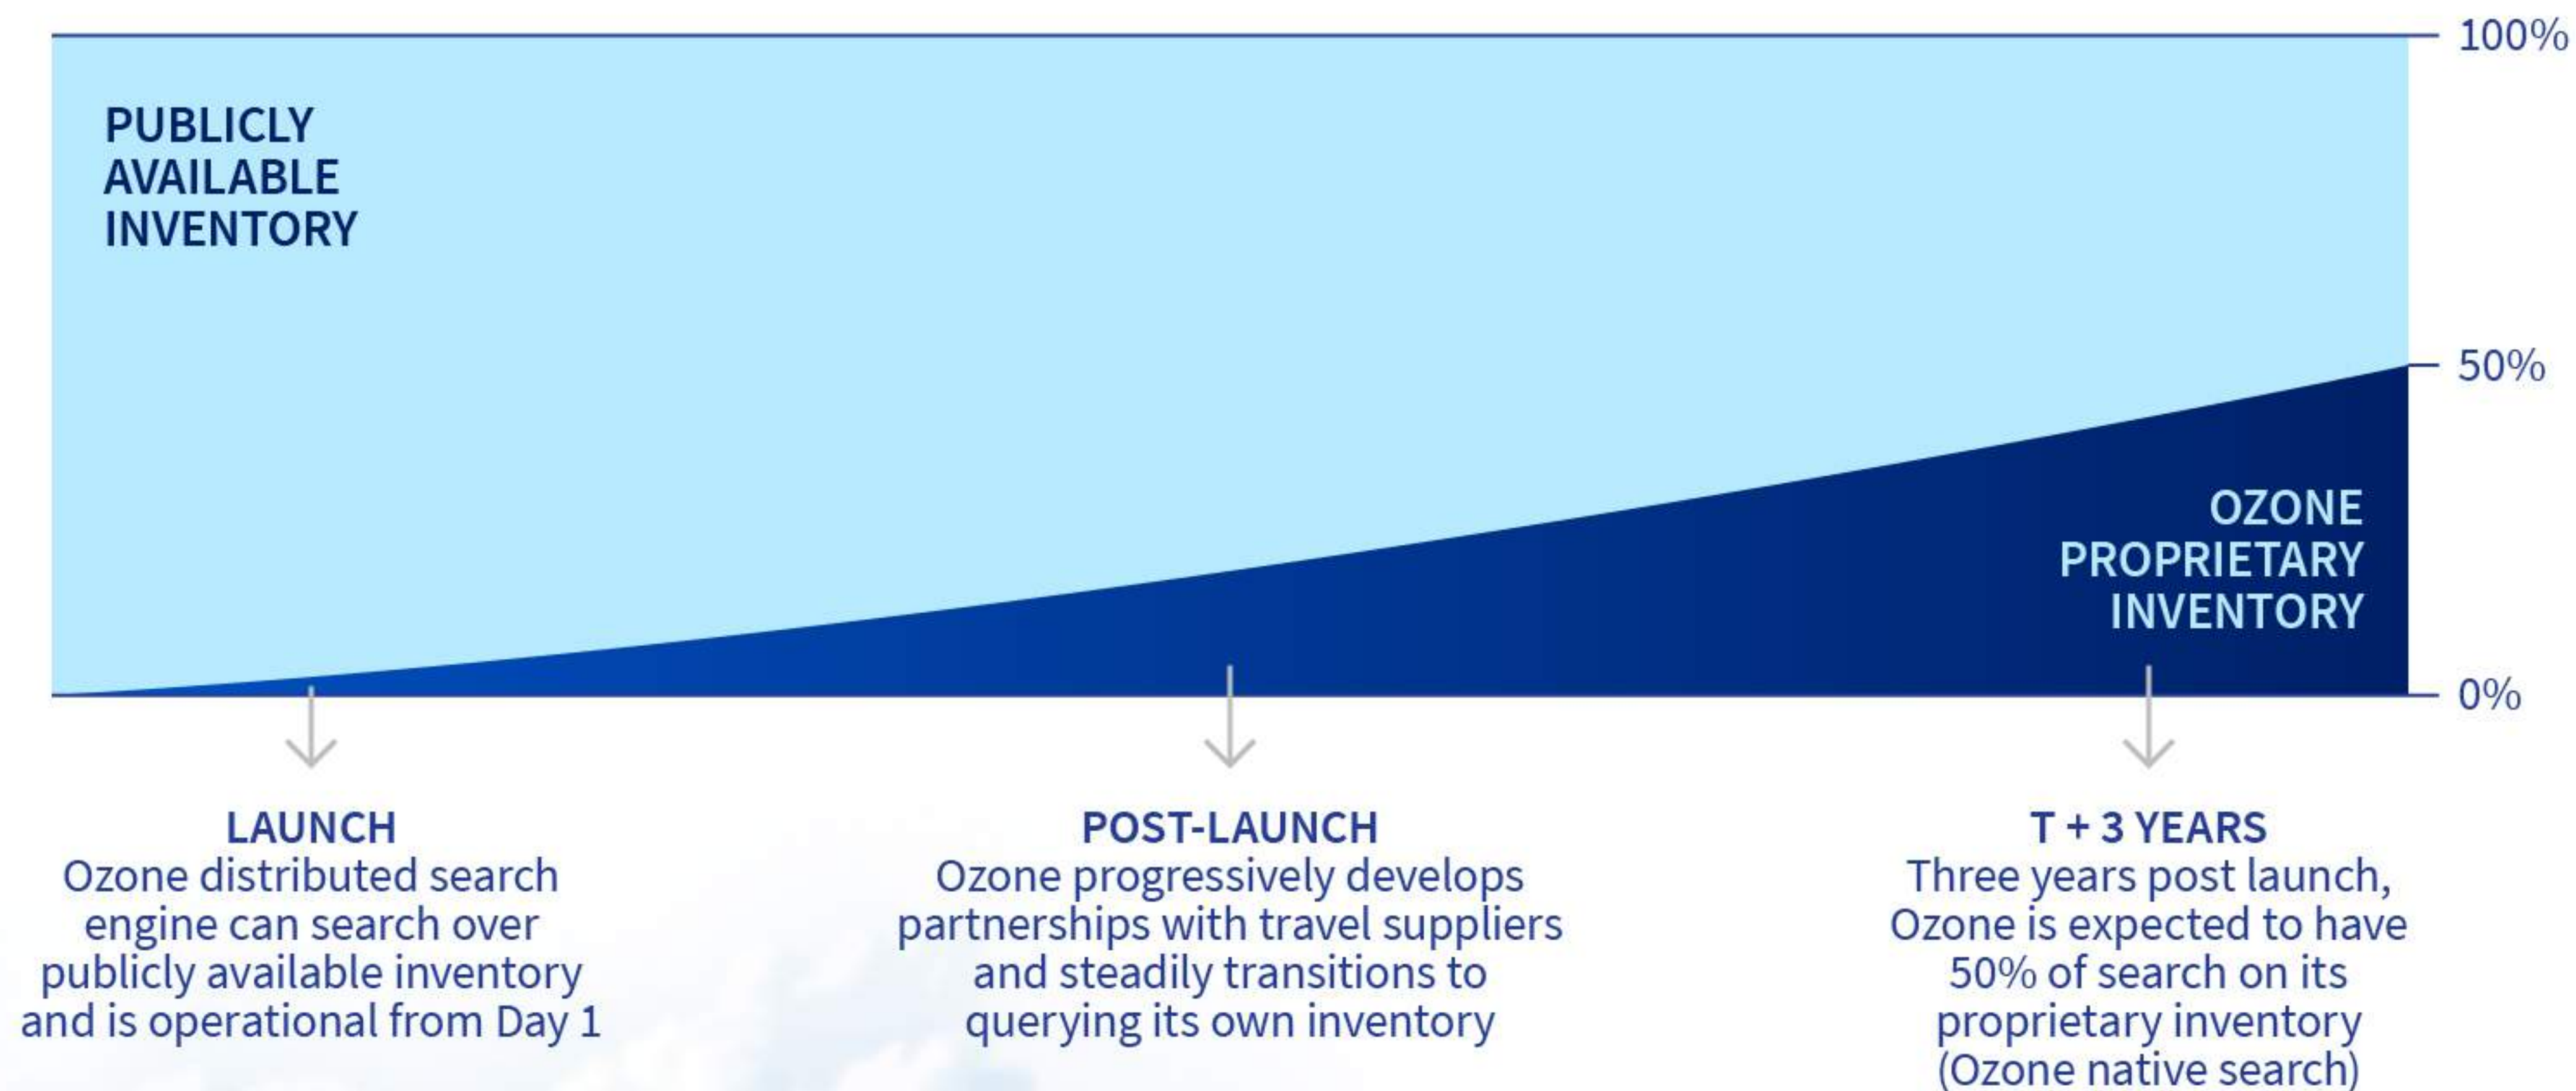 100%
PUBLICLY
AVAILABLE
INVENTORY
50%
OZONE
PROPRIETARY
INVENTORY
0%
LAUNCH
Ozone distributed search
engine can search over
publicly available inventory
and is operational from Day 1
POST-LAUNCH
Ozone progressively develops
partnerships with travel suppliers
and steadily transitions to
querying its own inventory
T + 3 YEARS
Three years post launch,
Ozone is expected to have
50% of search on its
proprietary inventory
(Ozone native search)